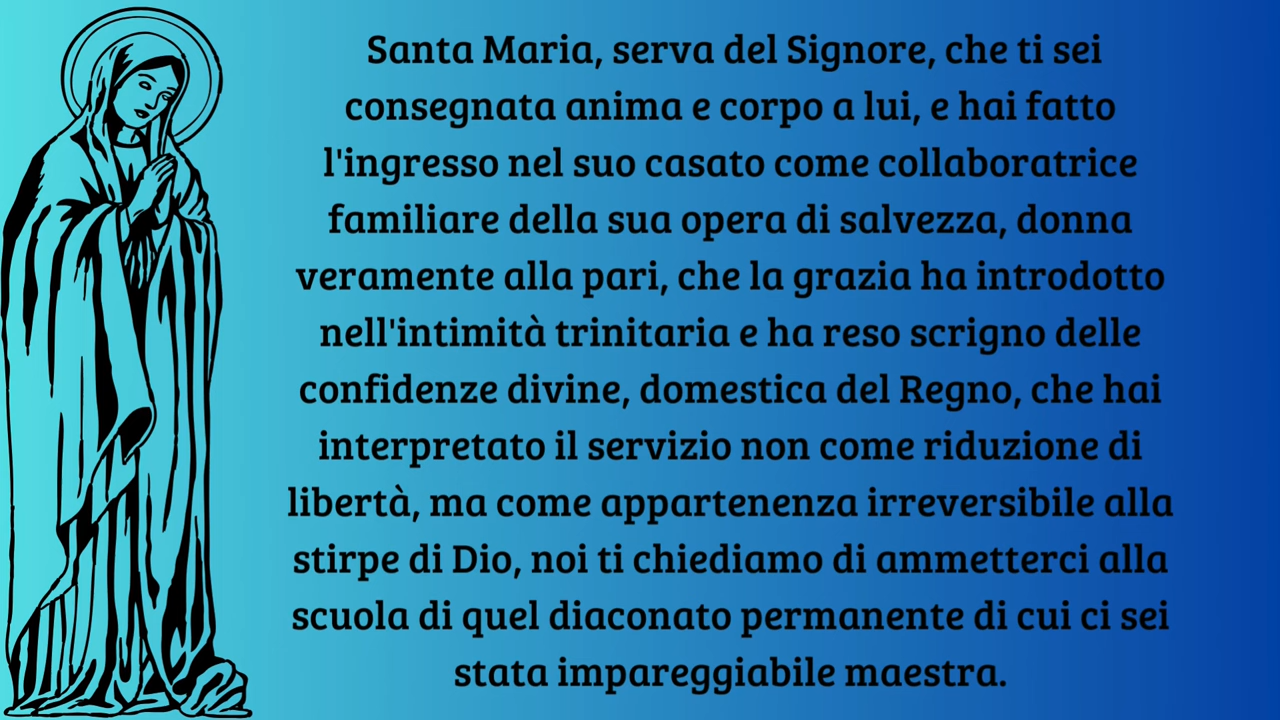 Santa Maria, serva del Signore, che ti sei
consegnata anima e corpo a lui, e hai fatto
l'ingresso nel suo casato come collaboratrice
familiare della sua opera di salvezza, donna
veramente alla pari, che la grazia ha introdotto
nell'intimità trinitaria e ha reso scrigno delle
confidenze divine, domestica del Regno, che hai
interpretato il servizio non come riduzione di
libertà, ma come appartenenza irreversibile alla
stirpe di Dio, noi ti chiediamo di ammetterci alla
scuola di quel diaconato permanente di cui ci sei
stata impareggiabile maestra.